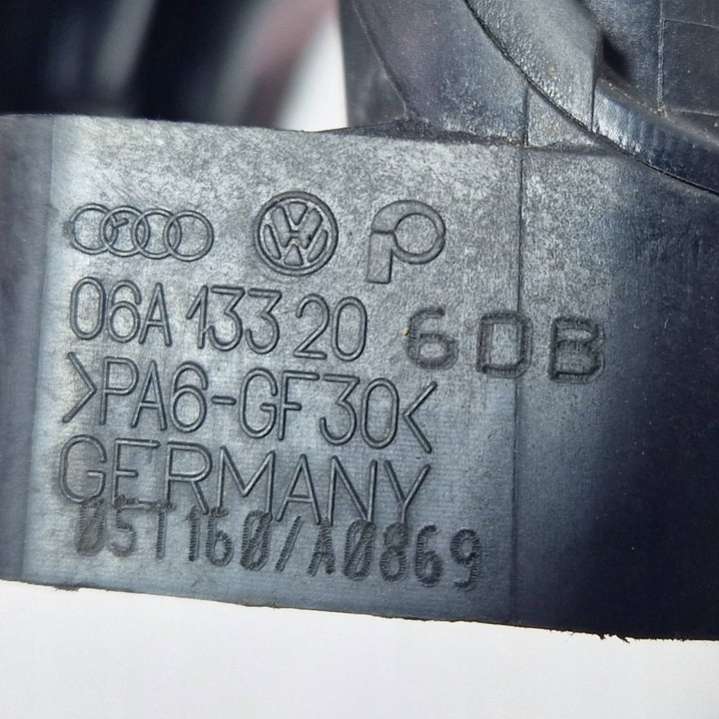 06A 133 20 6DB
>PA6-GF30<
GERMANY
05T160/A0869